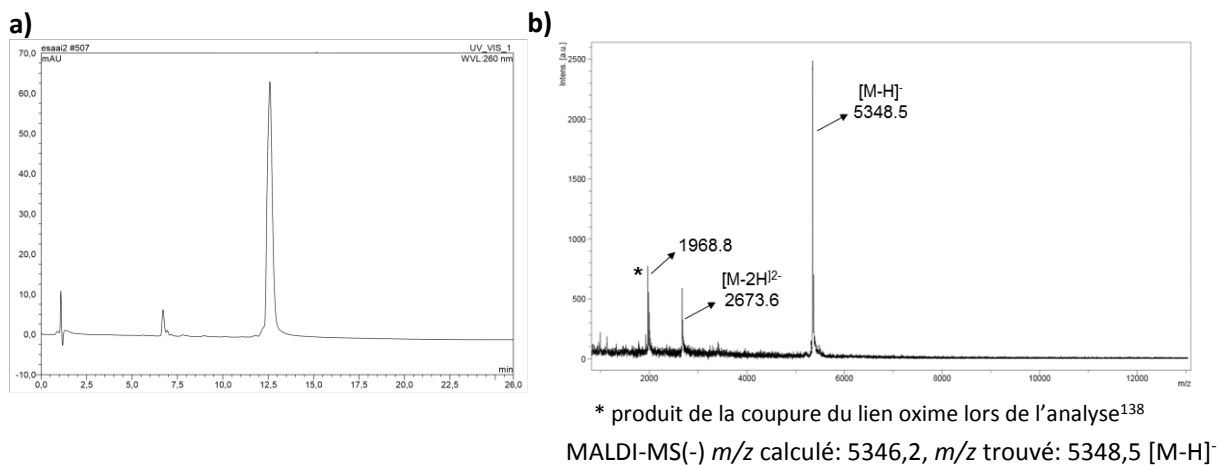 a)
esaai2 #507
UV_VIS_1
mAU
WVL:260 nm
70,0
60,0
50,0
40,0
30,0
20,0
10,0
0,0
-10,0
0,0 2,5 5,0 7,5 10,0 12,5 15,0 17,5 20,0 22,5 26,0
min
b)
Intens. [a.u.]
2500
2000
1500
1000
500
0
[M-H]-
5348.5
1968.8
*
[M-2H]2-
2673.6
2000 4000 6000 8000 10000 12000
m/z
* produit de la coupure du lien oxime lors de l’analyse138
MALDI-MS(-) m/z calculé: 5346,2, m/z trouvé: 5348,5 [M-H]-